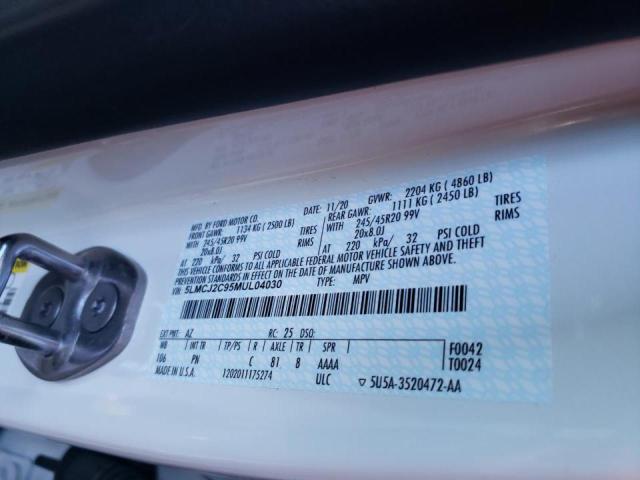 MFD. BY FORD MOTOR CO.
11/20
GVWR: 2204 KG ( 4860 LB)
FRONT GAWR: 1134 KG ( 2500 LB)
REAR GAWR: 1111 KG ( 2450 LB)
WITH 245/45R20 99V TIRES
WITH 245/45R20 99V TIRES
20x8.0J RIMS
20x8.0J RIMS
AT 220 kPa/ 32 PSI COLD
AT 220 kPa/ 32 PSI COLD
THIS VEHICLE CONFORMS TO ALL APPLICABLE FEDERAL MOTOR VEHICLE SAFETY AND THEFT
PREVENTION STANDARDS IN EFFECT ON THE DATE OF MANUFACTURE SHOWN ABOVE.
VIN: 5LMCJ2C95MUL04030
TYPE: MPV
EXT PNT: AZ RC: 25 DSO:
WB INT TR TP/PS R AXLE TR SPR
F0042
106 PN C 81 8 AAAA
T0024
MADE IN U.S.A. 1202011175274 ULC ▽ 5U5A-3520472-AA